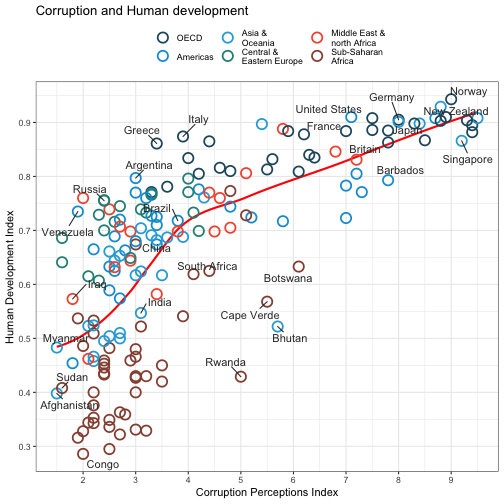 Corruption and Human development
OECD
Americas
Asia &
Oceania
Central &
Eastern Europe
Middle East &
north Africa
Sub-Saharan
Africa
Human Development Index
0.9
0.8
0.7
0.6
0.5
0.4
0.3
Norway
Germany
United States
New Zealand
Italy
Greece
France
Japan
Singapore
Britain
Barbados
Argentina
Russia
Brazil
Venezuela
China
South Africa
Iraq
Botswana
India
Cape Verde
Bhutan
Myanmar
Rwanda
Sudan
Afghanistan
Congo
2
3
4
5
6
7
8
9
Corruption Perceptions Index